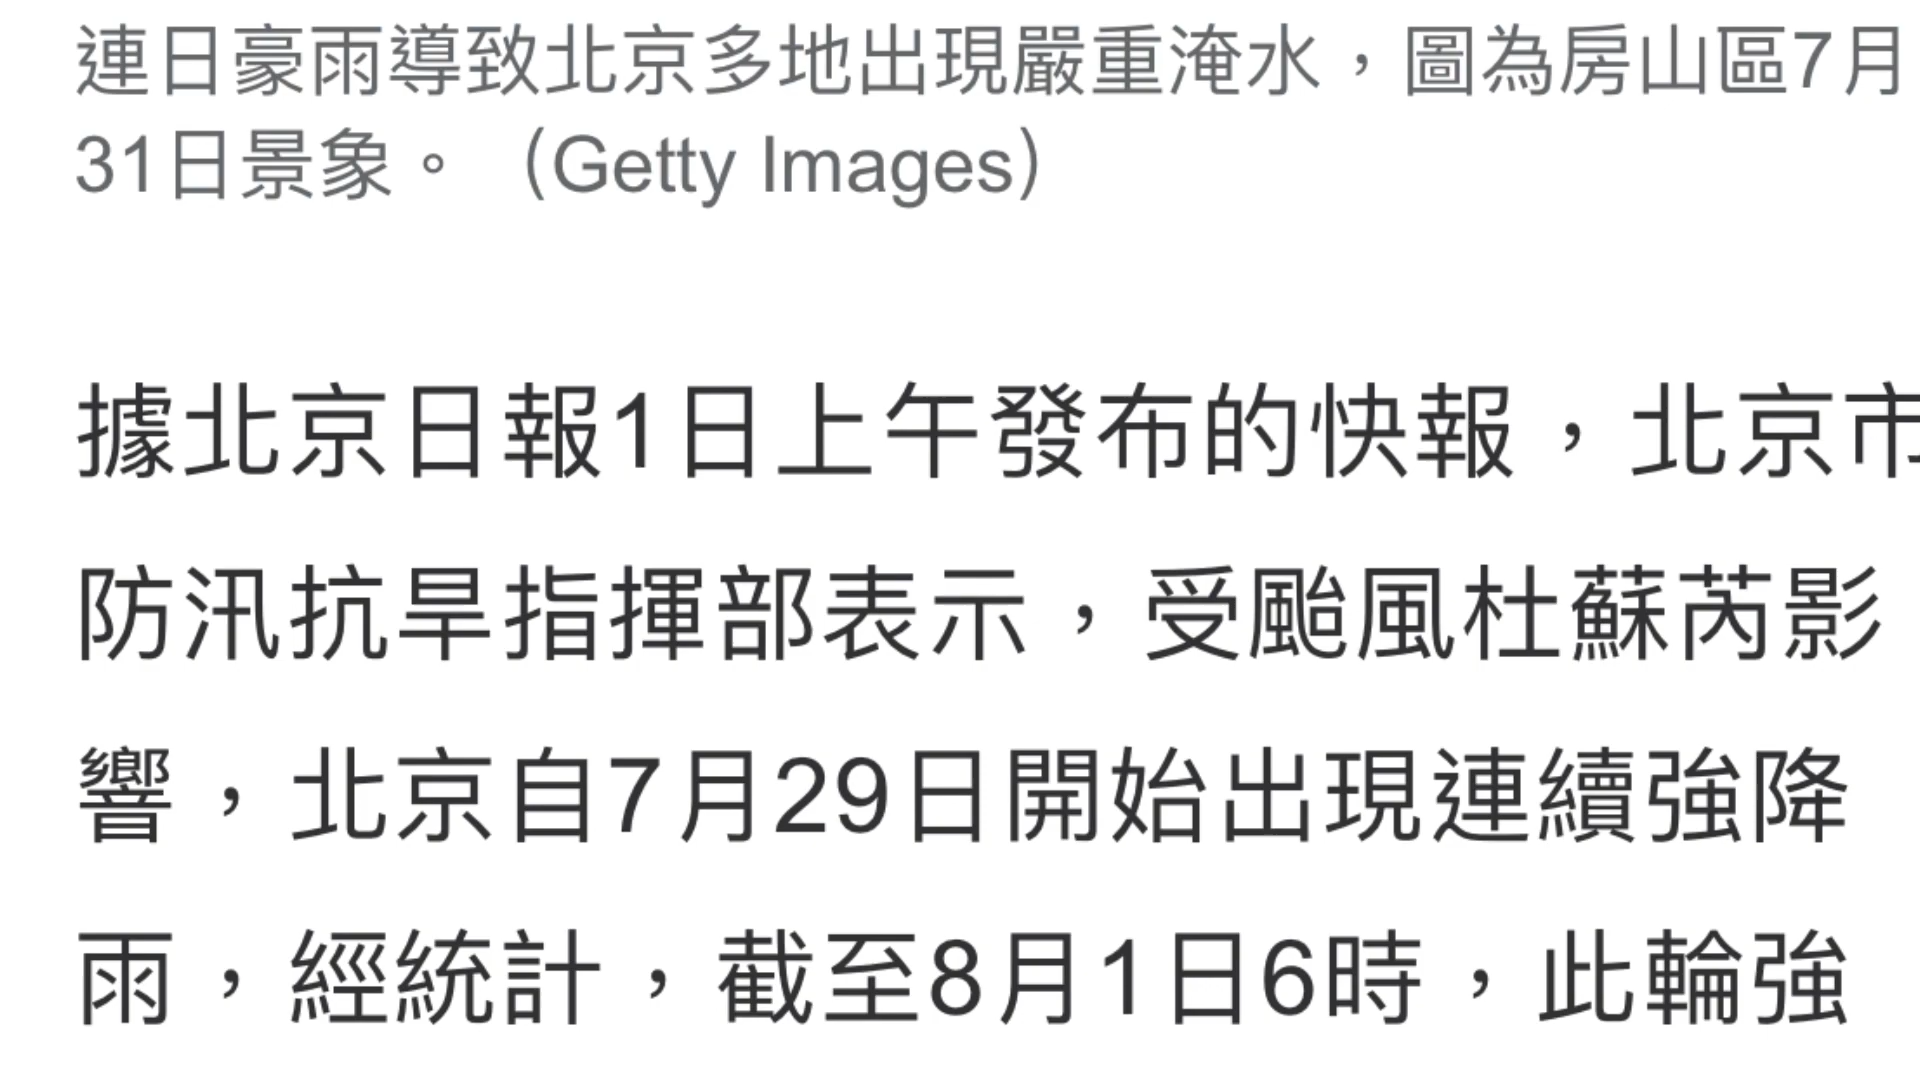 連日豪雨導致北京多地出現嚴重淹水，圖為房山區7月
31日景象。（Getty Images）
據北京日報1日上午發布的快報，北京市
防汛抗旱指揮部表示，受颱風杜蘇芮影
響，北京自7月29日開始出現連續強降
雨，經統計，截至8月1日6時，此輪強